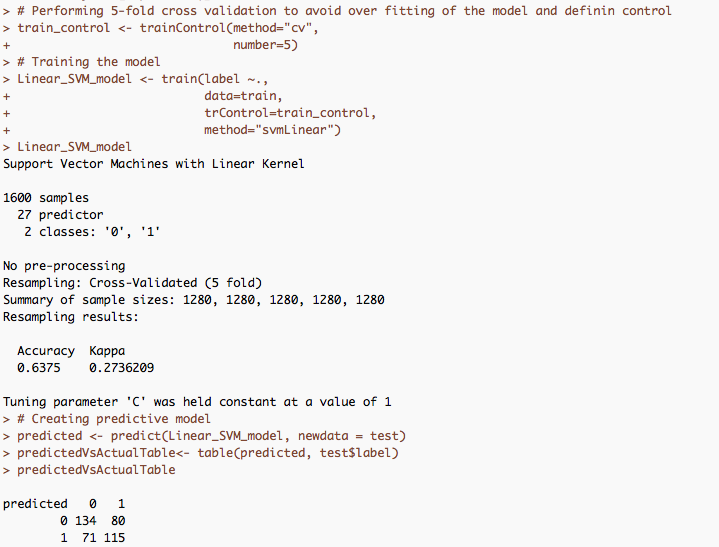 > # Performing 5-fold cross validation to avoid over fitting of the model and definin control
> train_control <- trainControl(method="cv",
+                               number=5)
> # Training the model
> Linear_SVM_model <- train(label ~.,
+                           data=train,
+                           trControl=train_control,
+                           method="svmLinear")
> Linear_SVM_model
Support Vector Machines with Linear Kernel

1600 samples
  27 predictor
   2 classes: '0', '1'

No pre-processing
Resampling: Cross-Validated (5 fold)
Summary of sample sizes: 1280, 1280, 1280, 1280, 1280
Resampling results:

  Accuracy  Kappa
  0.6375    0.2736209

Tuning parameter 'C' was held constant at a value of 1
> # Creating predictive model
> predicted <- predict(Linear_SVM_model, newdata = test)
> predictedVsActualTable<- table(predicted, test$label)
> predictedVsActualTable

predicted   0   1
        0 134  80
        1  71 115